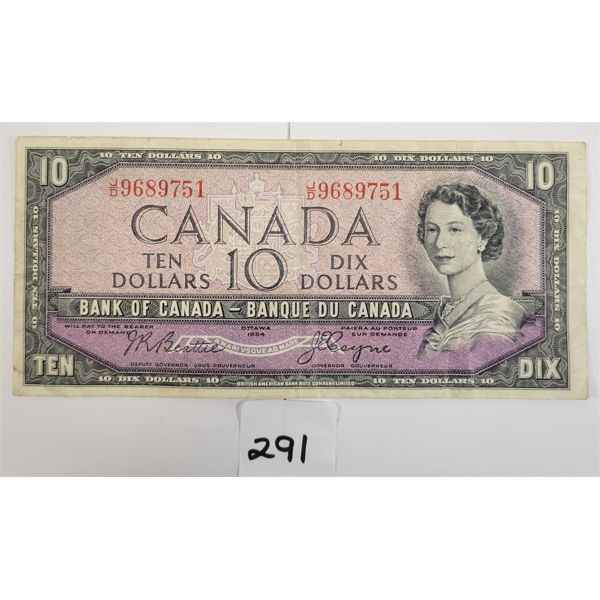 10 TEN DOLLARS 10 10 DIX DOLLARS 10
10 10
J/D 9689751 J/D 9689751
CANADA
TEN DOLLARS 10 DIX DOLLARS
BANK OF CANADA – BANQUE DU CANADA
WILL PAY TO THE BEARER ON DEMAND OTTAWA 1954 PAIERA AU PORTEUR SUR DEMANDE
J.R. Beattie J.E. Coyne
DEPUTY GOVERNOR SOUS-GOUVERNEUR GOVERNOR GOUVERNEUR
TEN DIX
10 DIX DOLLARS 10 BRITISH AMERICAN BANK NOTE COMPANY, LIMITED 10 TEN DOLLARS 10
291